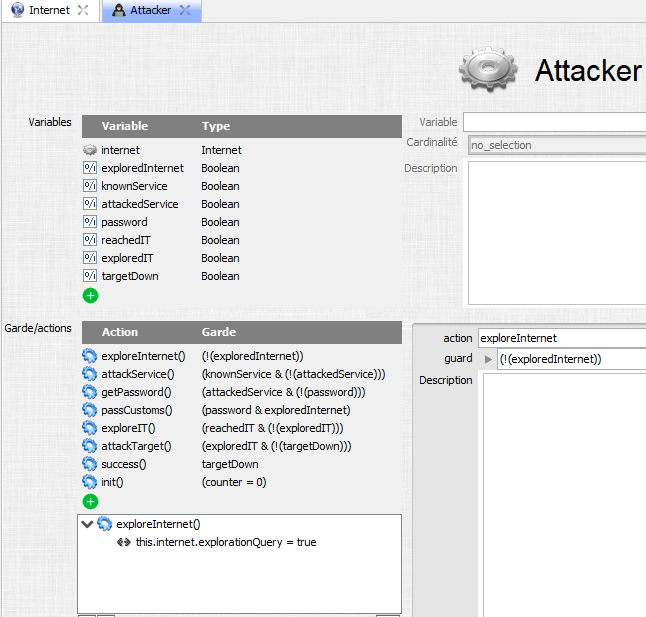 Internet
Attacker
Attacker
Variables
Variable Type
internet Internet
exploredInternet Boolean
knownService Boolean
attackedService Boolean
password Boolean
reachedIT Boolean
exploredIT Boolean
targetDown Boolean
Variable
Cardinalité no_selection
Description
Garde/actions
Action Garde
exploreInternet() (!(exploredInternet))
attackService() (knownService & (!(attackedService)))
getPassword() (attackedService & (!(password)))
passCustoms() (password & exploredInternet)
exploreIT() (reachedIT & (!(exploredIT)))
attackTarget() (exploredIT & (!(targetDown)))
success() targetDown
init() (counter = 0)
exploreInternet()
this.internet.explorationQuery = true
action exploreInternet
guard (!(exploredInternet))
Description